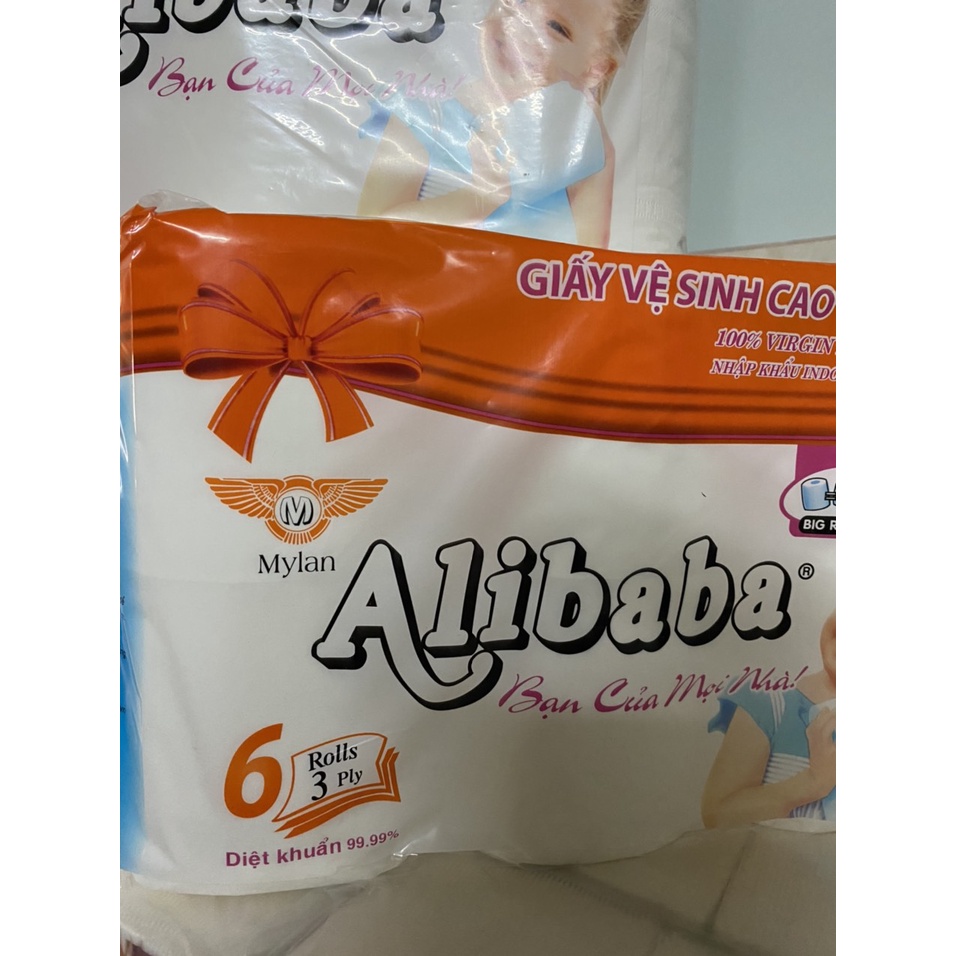 Bạn Của Mọi Nhà!
GIẤY VỆ SINH CAO
100% VIRGIN
NHẬP KHẨU INDO
BIG R
M
Mylan
Alibaba®
Bạn Của Mọi Nhà!
6 Rolls
3 Ply
Diệt khuẩn 99.99%